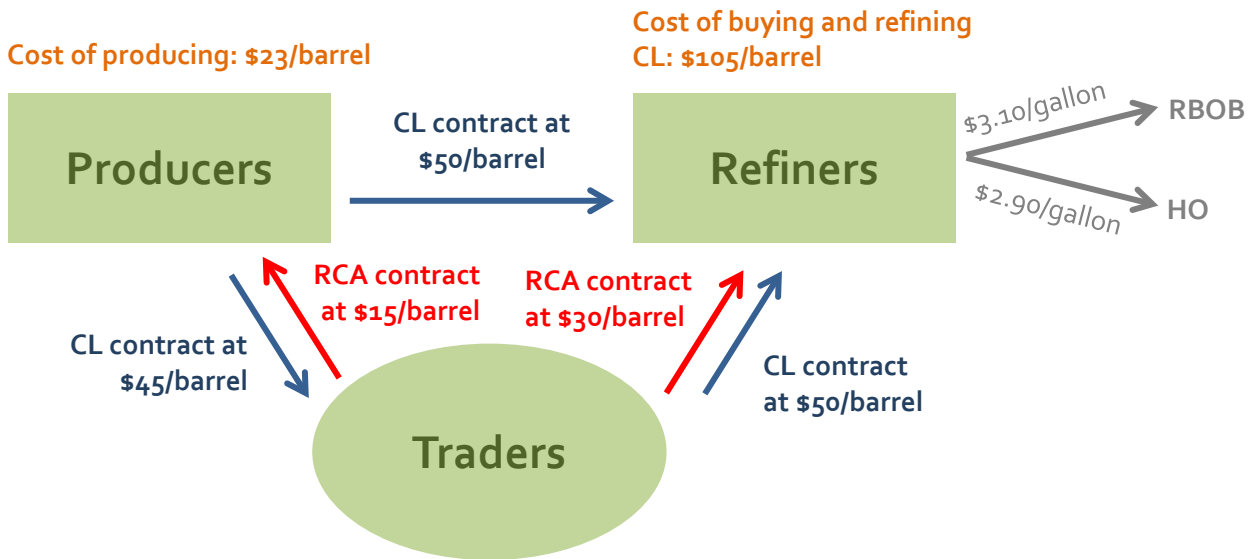 Cost of producing: $23/barrel
Cost of buying and refining
CL: $105/barrel
Producers
CL contract at
$50/barrel
Refiners
$3.10/gallon
RBOB
$2.90/gallon
HO
RCA contract
at $15/barrel
RCA contract
at $30/barrel
CL contract at
$45/barrel
CL contract
at $50/barrel
Traders